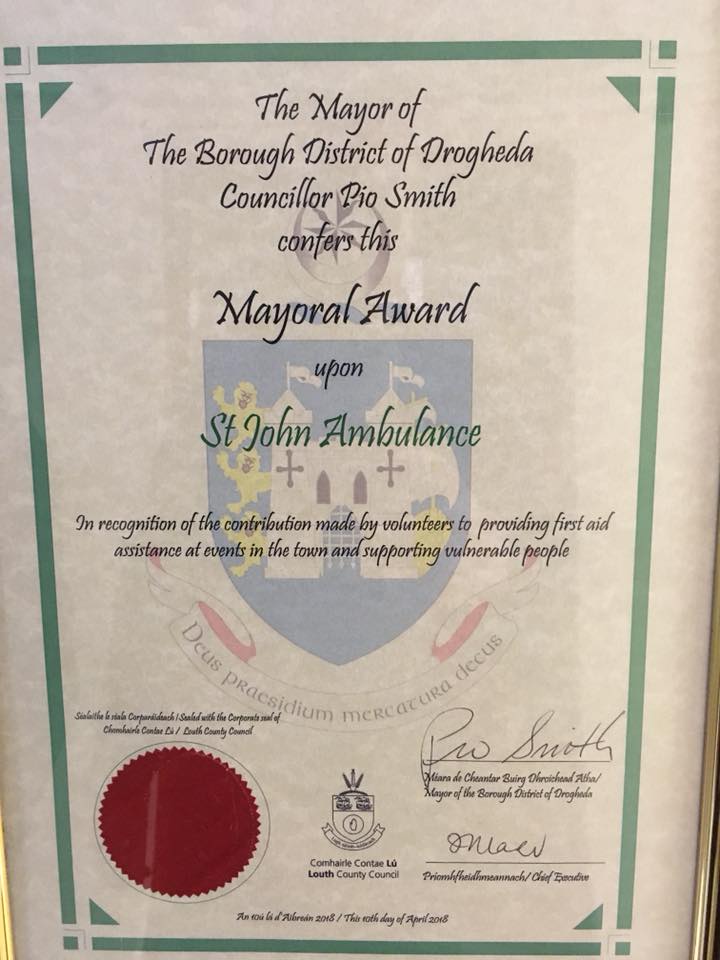 The Mayor of
The Borough District of Drogheda
Councillor Pio Smith
confers this
Mayoral Award
upon
St John Ambulance
In recognition of the contribution made by volunteers to providing first aid
assistance at events in the town and supporting vulnerable people
Deus praesidium mercatura decus
Séalaithe le séala Corparáideach / Sealed with the Corporate seal of
Chomhairle Contae Lú / Louth County Council
Pio Smith
Méara de Cheantar Buirg Dhroichead Átha/
Mayor of the Borough District of Drogheda
Comhairle Contae Lú
Louth County Council
Príomhfheidhmeannach/ Chief Executive
An 10ú lá d'Aibreán 2018 / This 10th day of April 2018